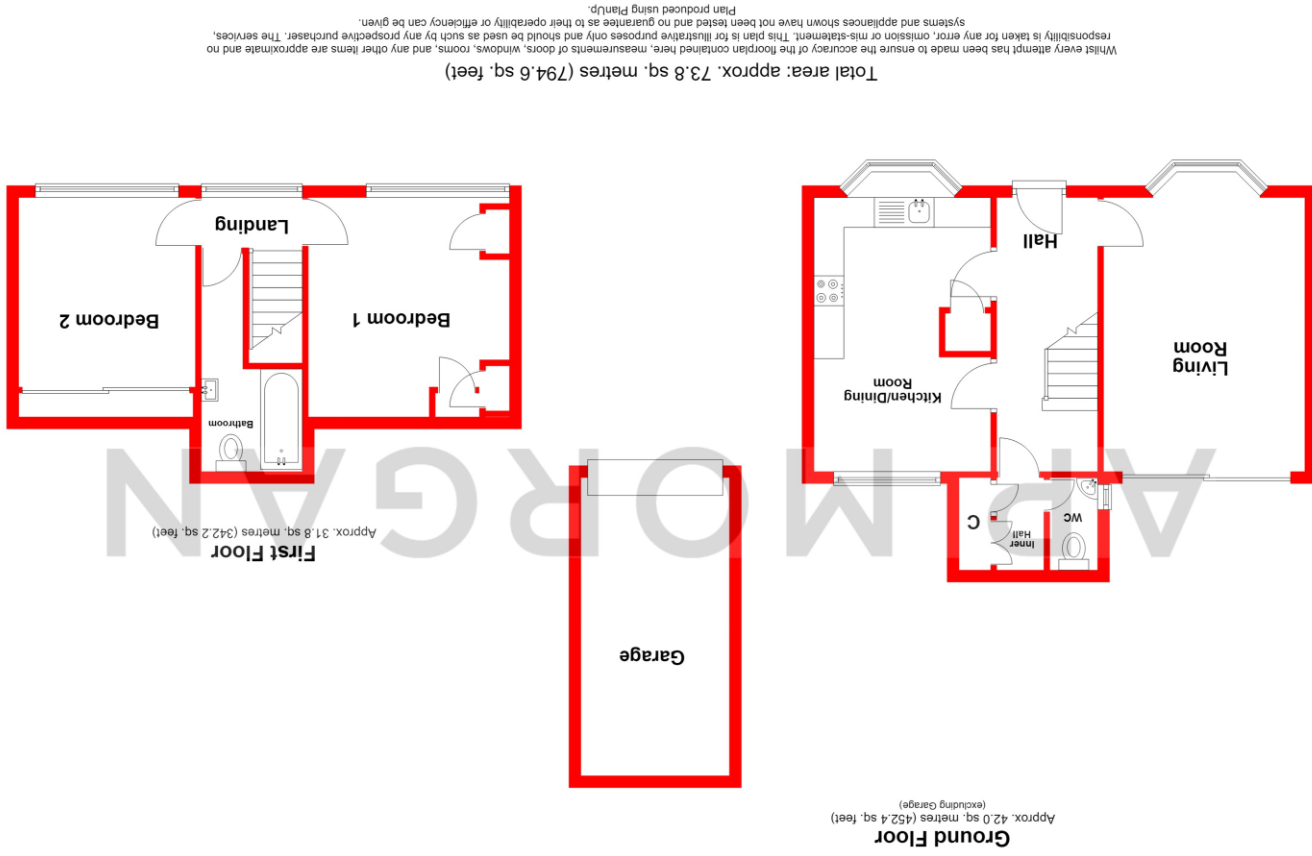 Ground Floor
Approx. 42.0 sq. metres (452.4 sq. feet)
(excluding Garage)
WC
Inner
Hall
C
Living
Room
Kitchen/Dining
Room
Hall
Garage
First Floor
Approx. 31.8 sq. metres (342.2 sq. feet)
Bathroom
Bedroom 1
Bedroom 2
Landing
AP MORGAN
Total area: approx. 73.8 sq. metres (794.6 sq. feet)
Whilst every attempt has been made to ensure the accuracy of the floorplan contained here, measurements of doors, windows, rooms, and any other items are approximate and no
responsibility is taken for any error, omission or mis-statement. This plan is for illustrative purposes only and should be used as such by any prospective purchaser. The services,
systems and appliances shown have not been tested and no guarantee as to their operability or efficiency can be given.
Plan produced using PlanUp.